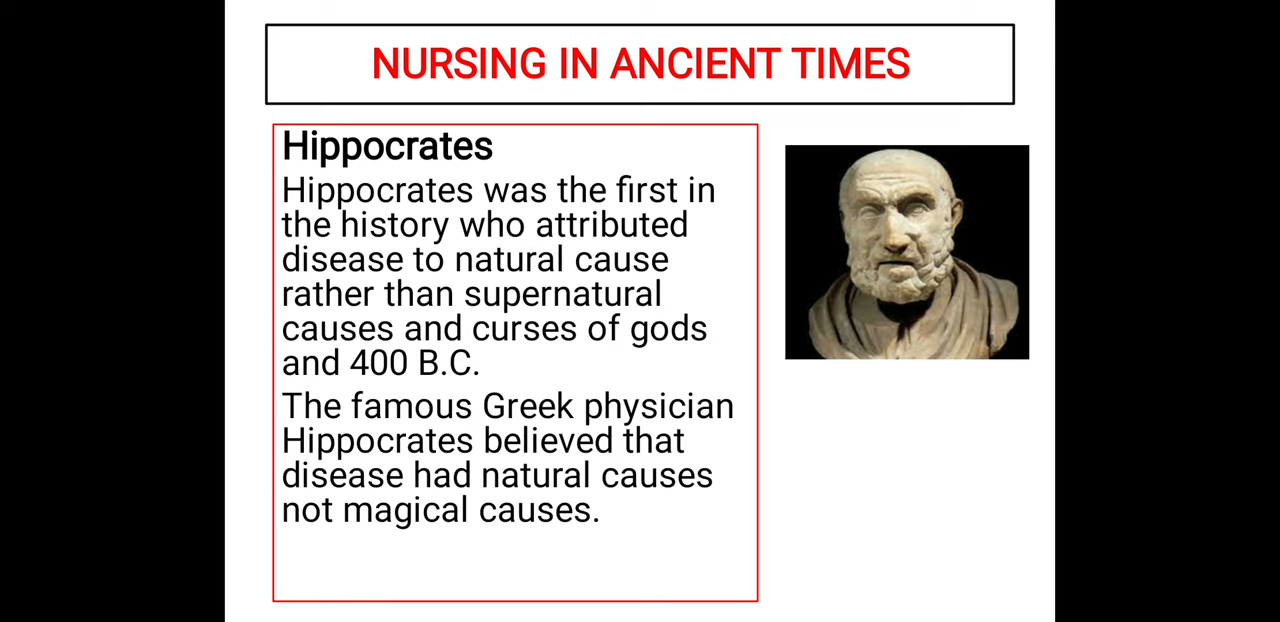 NURSING IN ANCIENT TIMES
Hippocrates
Hippocrates was the first in
the history who attributed
disease to natural cause
rather than supernatural
causes and curses of gods
and 400 B.C.
The famous Greek physician
Hippocrates believed that
disease had natural causes
not magical causes.